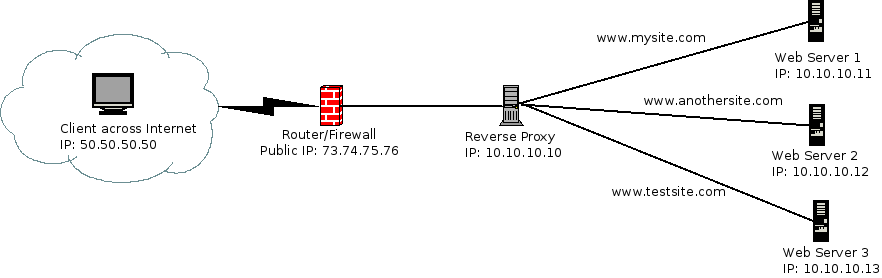 Client across Internet
IP: 50.50.50.50
Router/Firewall
Public IP: 73.74.75.76
Reverse Proxy
IP: 10.10.10.10
www.mysite.com
Web Server 1
IP: 10.10.10.11
www.anothersite.com
Web Server 2
IP: 10.10.10.12
www.testsite.com
Web Server 3
IP: 10.10.10.13